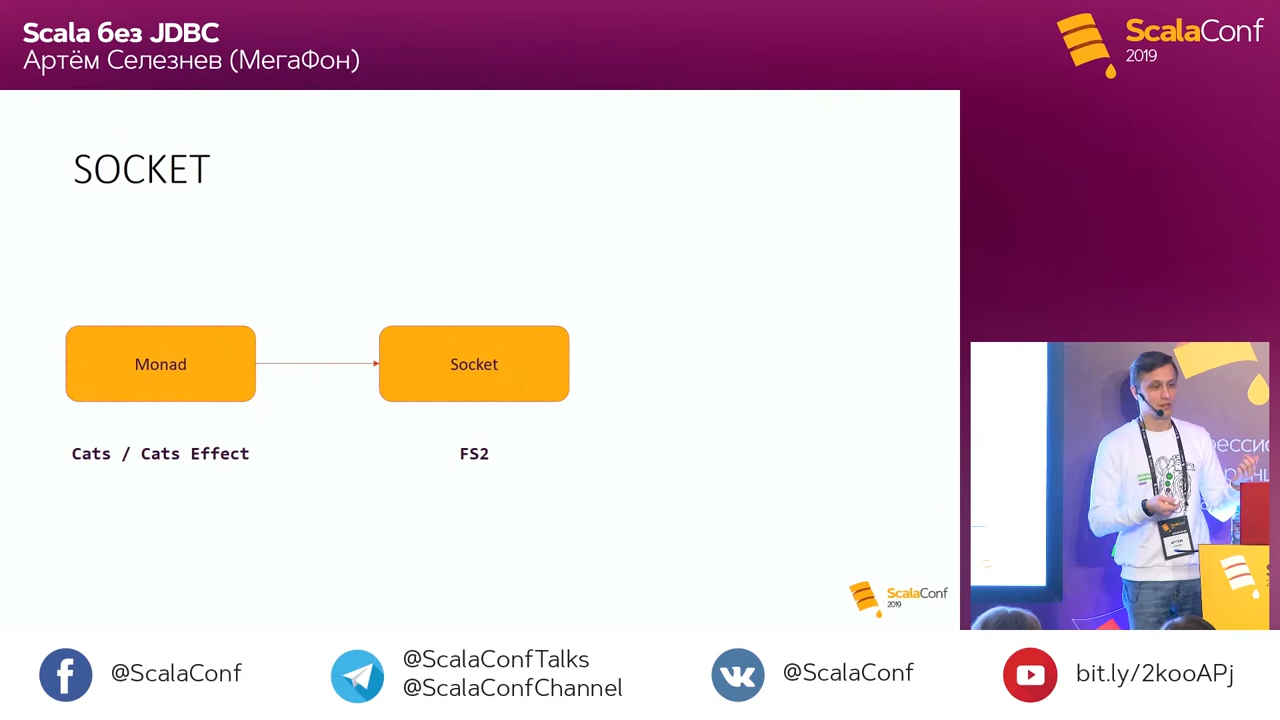 Scala без JDBC
Артём Селезнев (МегаФон)
ScalaConf
2019
SOCKET
Monad
Socket
Cats / Cats Effect
FS2
ScalaConf
2019
@ScalaConf
@ScalaConfTalks
@ScalaConfChannel
@ScalaConf
bit.ly/2kooAPj